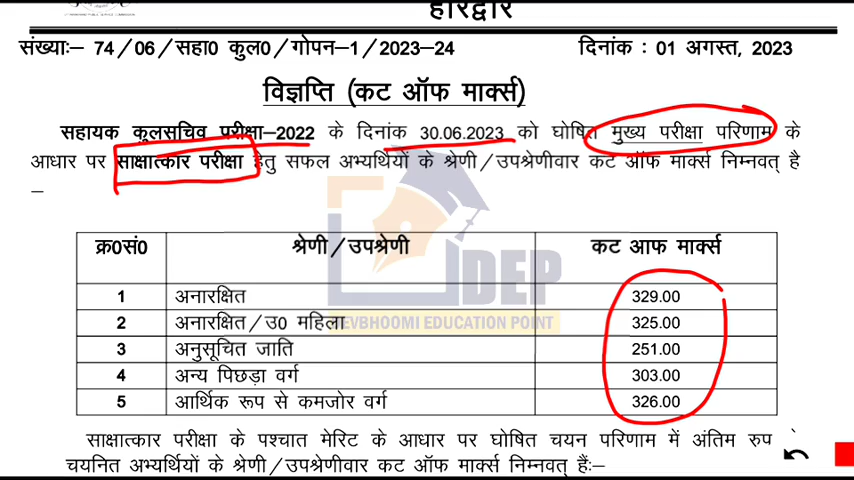 हरिद्वार
संख्याः- 74/06/सहा0 कुल0/गोपन-1/2023-24 दिनांक : 01 अगस्त, 2023
विज्ञप्ति (कट ऑफ मार्क्स)
सहायक कुलसचिव परीक्षा-2022 के दिनांक 30.06.2023 को घोषित मुख्य परीक्षा परिणाम के
आधार पर साक्षात्कार परीक्षा हेतु सफल अभ्यर्थियों के श्रेणी/उपश्रेणीवार कट ऑफ मार्क्स निम्नवत् है
–
क्र0सं0 श्रेणी/उपश्रेणी कट आफ मार्क्स
1 अनारक्षित 329.00
2 अनारक्षित/उ0 महिला 325.00
3 अनुसूचित जाति 251.00
4 अन्य पिछड़ा वर्ग 303.00
5 आर्थिक रूप से कमजोर वर्ग 326.00
DEP
DEVBHOOMI EDUCATION POINT
साक्षात्कार परीक्षा के पश्चात मेरिट के आधार पर घोषित चयन परिणाम में अंतिम रुप
चयनित अभ्यर्थियों के श्रेणी/उपश्रेणीवार कट ऑफ मार्क्स निम्नवत् हैंः-